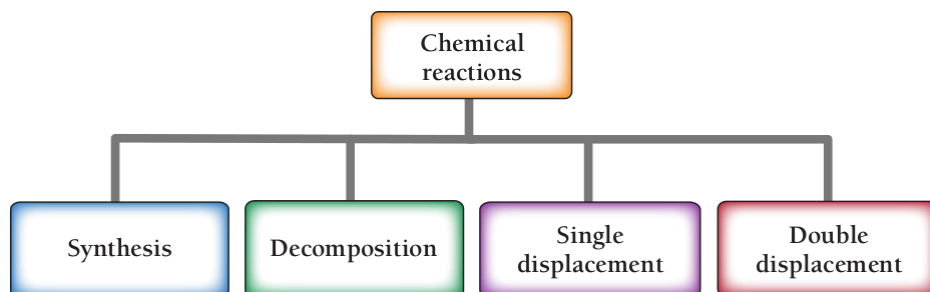 Chemical
reactions
Synthesis
Decomposition
Single
displacement
Double
displacement